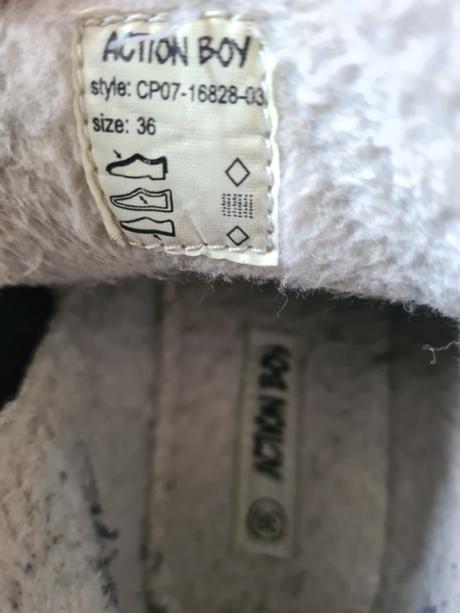 ACTION BOY
style: CP07-16828-03
size: 36
ACTION BOY
36